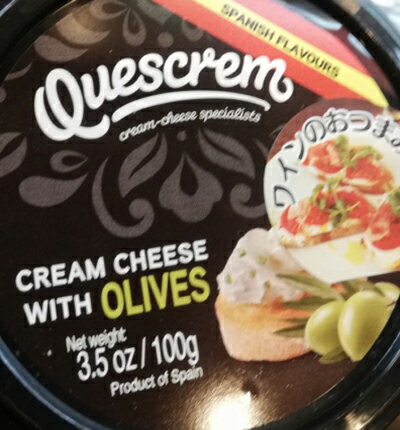 SPANISH FLAVOURS
Quescrem
cream-cheese specialists
ワインのおつまみ
CREAM CHEESE
WITH OLIVES
Net weight
3.5 oz / 100g
Product of Spain